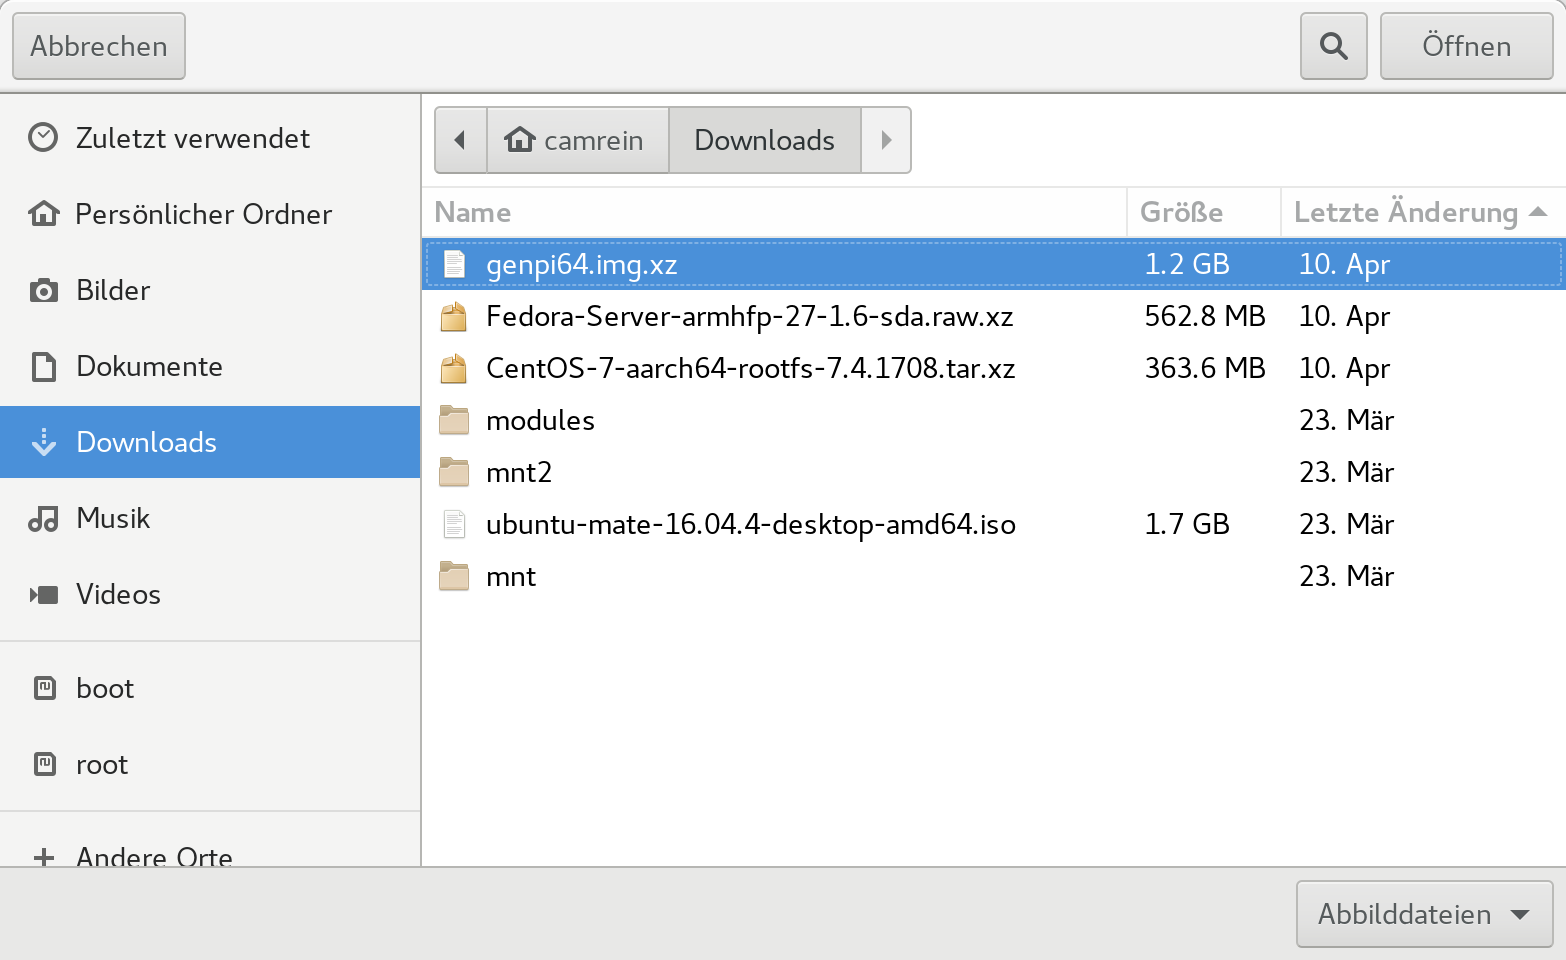 Abbrechen
Öffnen
Zuletzt verwendet
Persönlicher Ordner
Bilder
Dokumente
Downloads
Musik
Videos
boot
root
Andere Orte
camrein Downloads
Name Größe Letzte Änderung
genpi64.img.xz 1.2 GB 10. Apr
Fedora-Server-armhfp-27-1.6-sda.raw.xz 562.8 MB 10. Apr
CentOS-7-aarch64-rootfs-7.4.1708.tar.xz 363.6 MB 10. Apr
modules 23. Mär
mnt2 23. Mär
ubuntu-mate-16.04.4-desktop-amd64.iso 1.7 GB 23. Mär
mnt 23. Mär
Abbilddateien